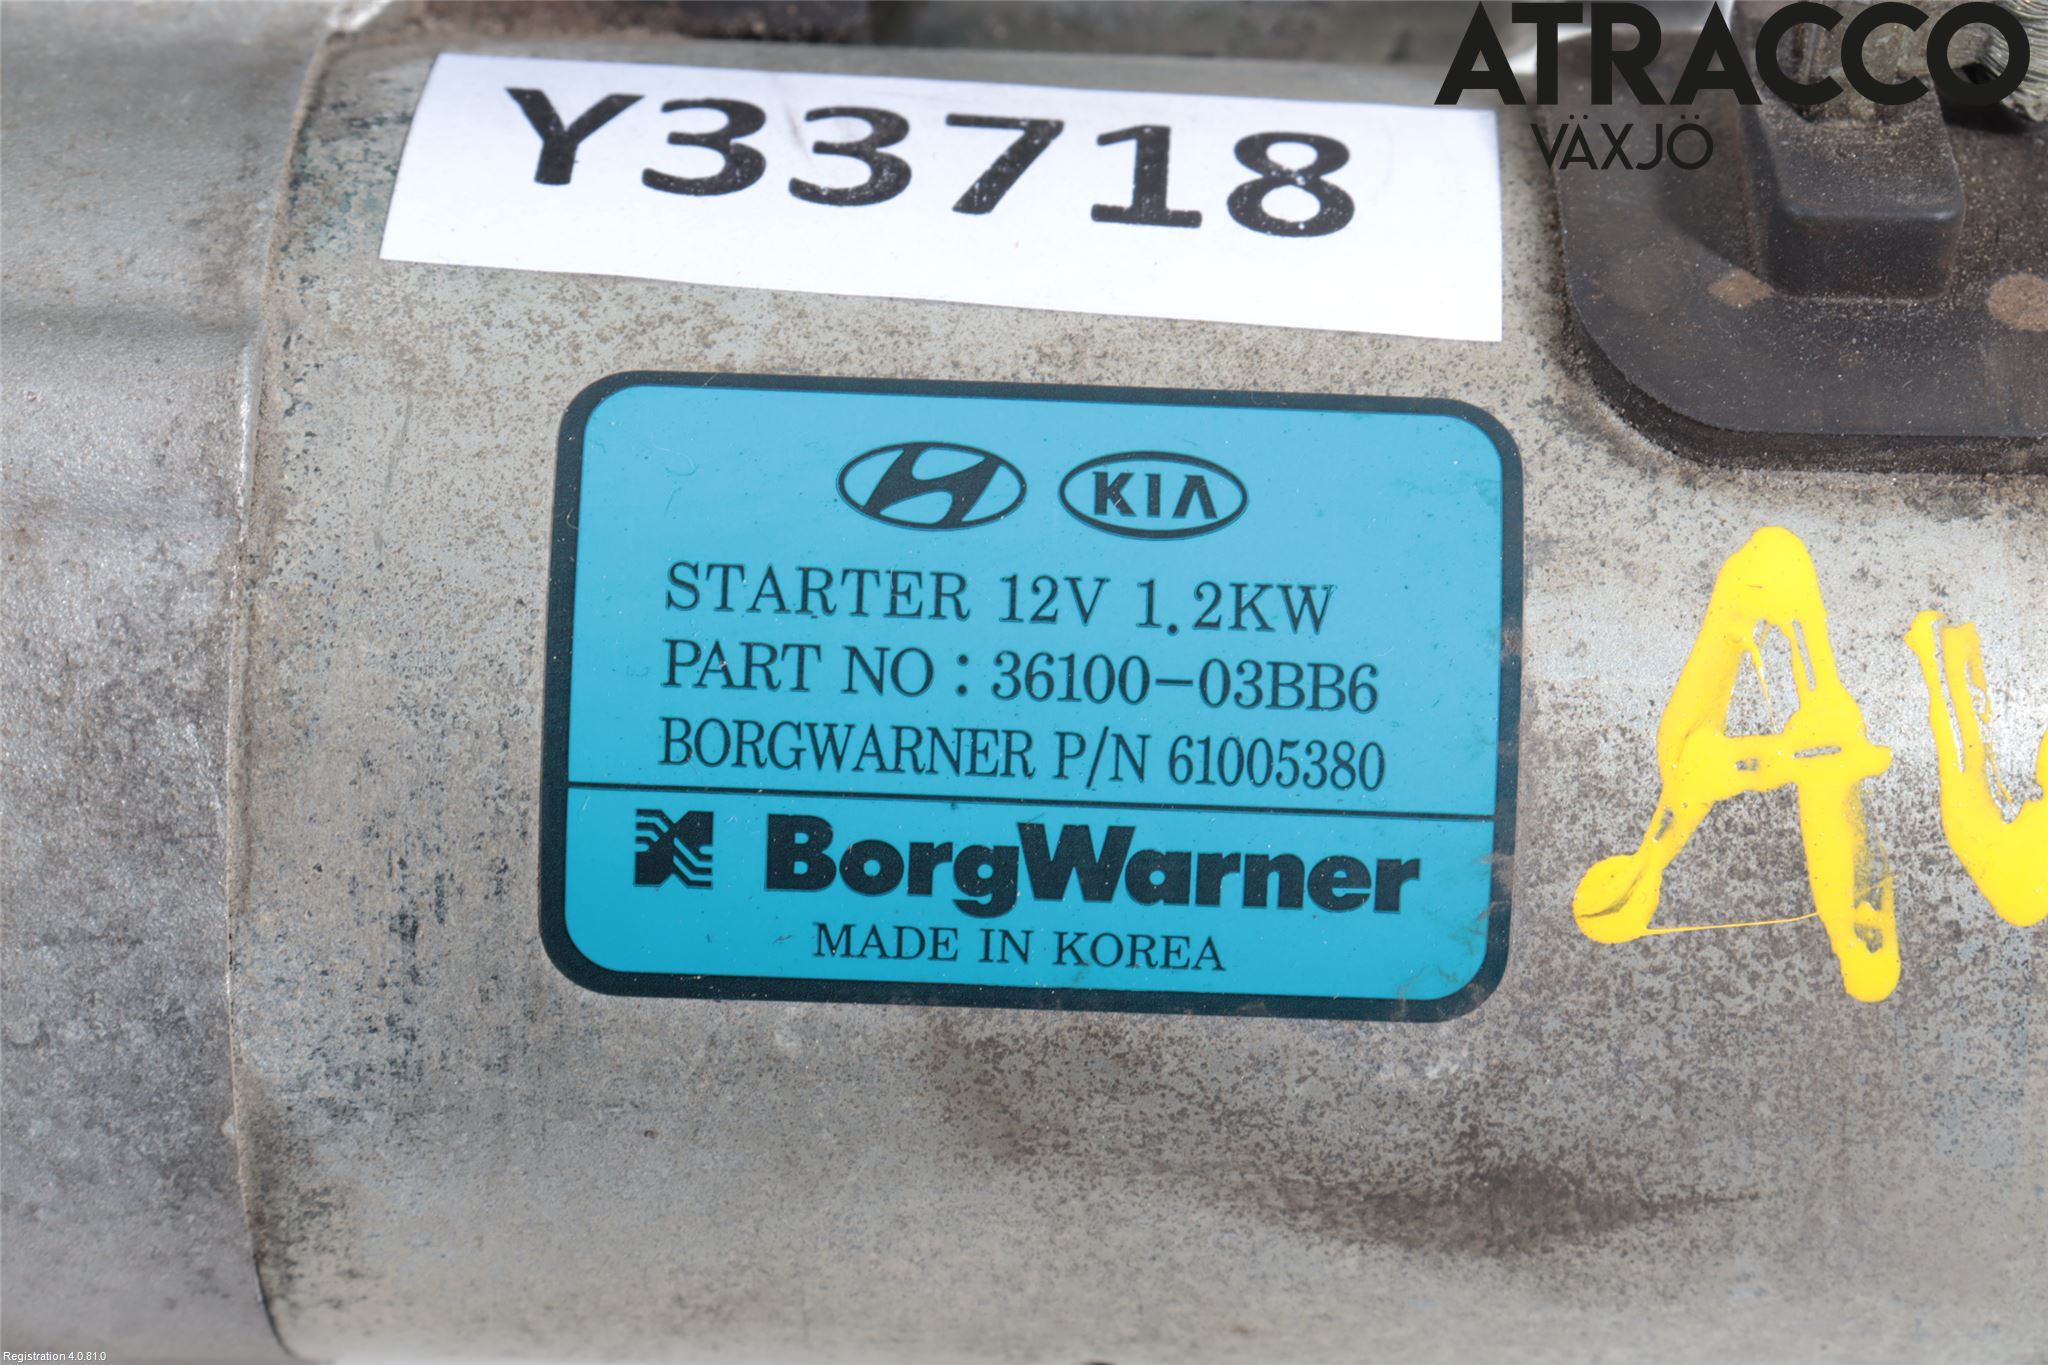 ATRACCO
VÄXJÖ
Y33718
KIA
STARTER 12V 1.2KW
PART NO : 36100-03BB6
BORGWARNER P/N 61005380
BorgWarner
MADE IN KOREA
Registration 4.0.81.0